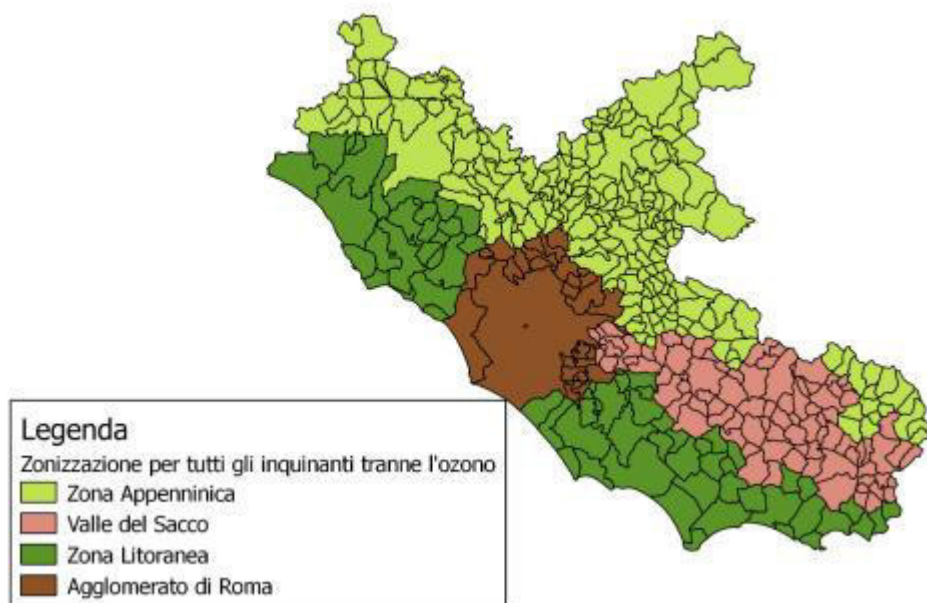 Legenda
Zonizzazione per tutti gli inquinanti tranne l'ozono
Zona Appenninica
Valle del Sacco
Zona Litoranea
Agglomerato di Roma